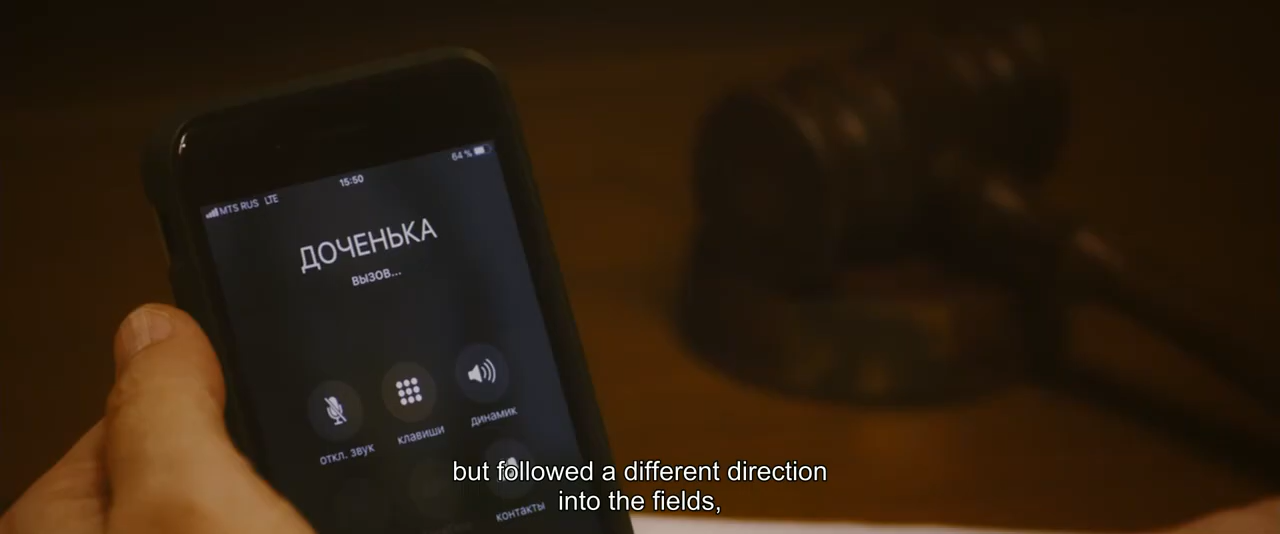 MTS RUS LTE 15:50 64 %
ДОЧЕНЬКА
вызов...
откл. звук клавиши динамик
контакты
but followed a different direction
into the fields,